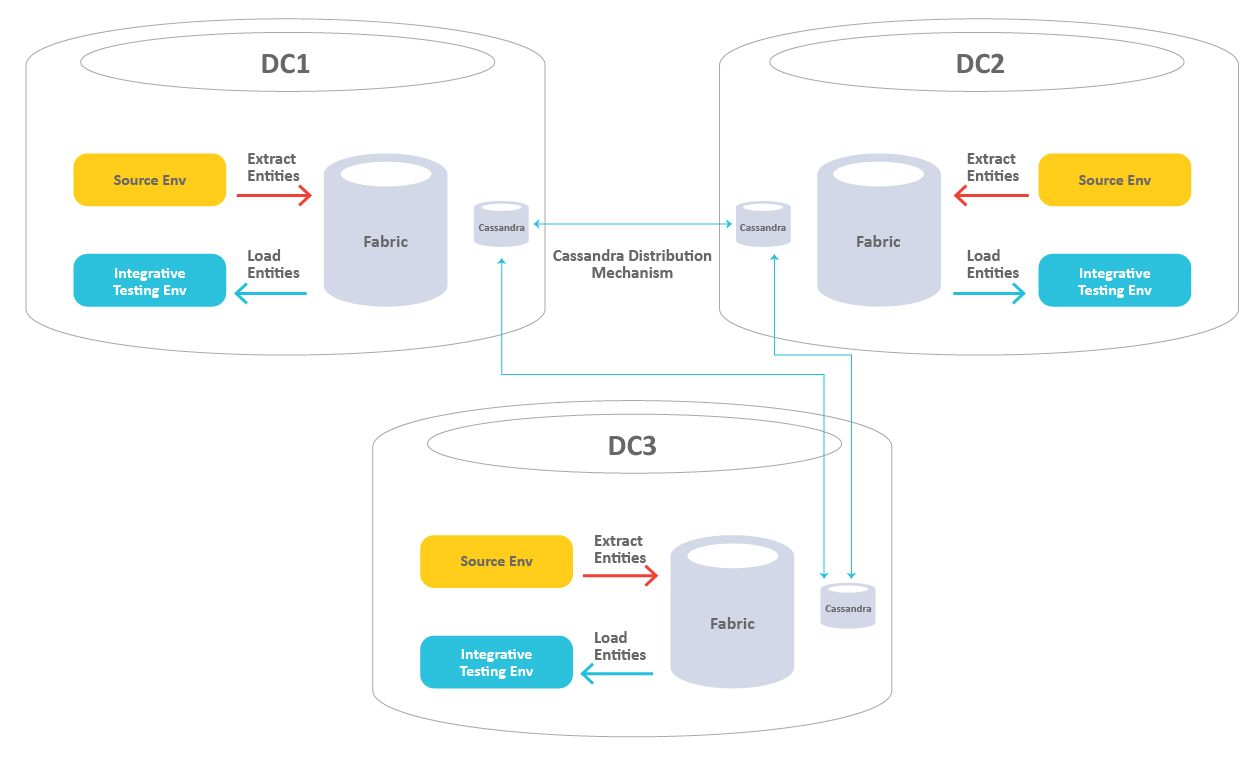 DC1
Source Env
Extract
Entities
Fabric
Cassandra
Load
Entities
Integrative
Testing Env
Cassandra Distribution
Mechanism
DC2
Cassandra
Fabric
Extract
Entities
Source Env
Load
Entities
Integrative
Testing Env
DC3
Source Env
Extract
Entities
Fabric
Cassandra
Load
Entities
Integrative
Testing Env